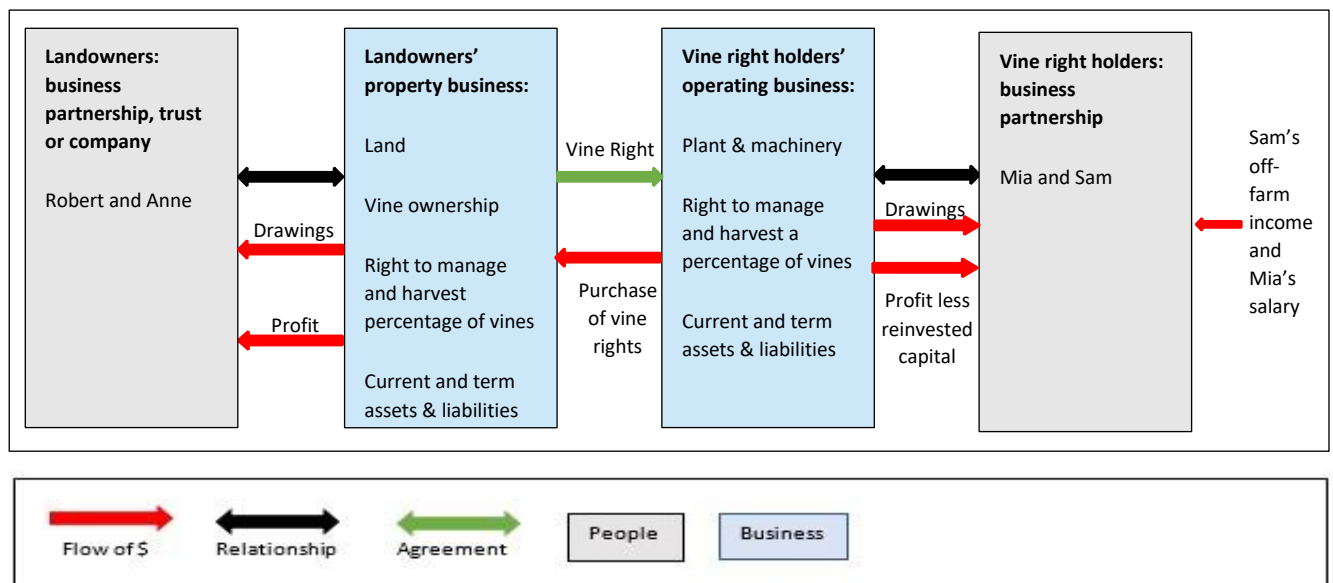 Landowners:
business
partnership, trust
or company
Robert and Anne
Drawings
Profit
Landowners’
property business:
Land
Vine ownership
Right to manage
and harvest
percentage of vines
Current and term
assets & liabilities
Vine Right
Purchase
of vine
rights
Vine right holders’
operating business:
Plant & machinery
Right to manage
and harvest a
percentage of vines
Current and term
assets & liabilities
Drawings
Profit less
reinvested
capital
Vine right holders:
business
partnership
Mia and Sam
Sam’s
off-
farm
income
and
Mia’s
salary
Flow of $
Relationship
Agreement
People
Business